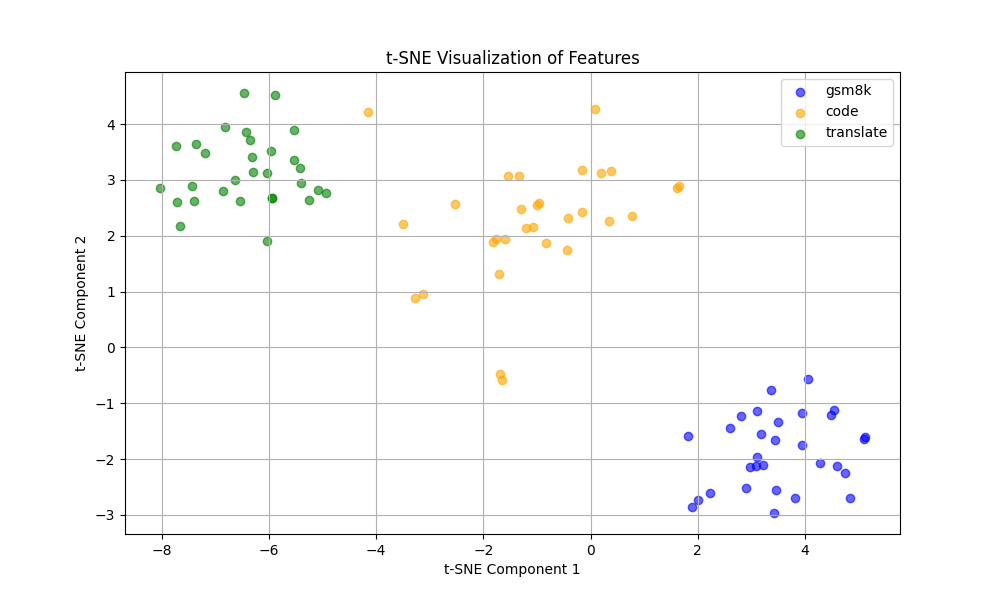 t-SNE Visualization of Features
gsm8k
code
translate
4
3
2
1
0
−1
−2
−3
t-SNE Component 2
−8
−6
−4
−2
0
2
4
t-SNE Component 1